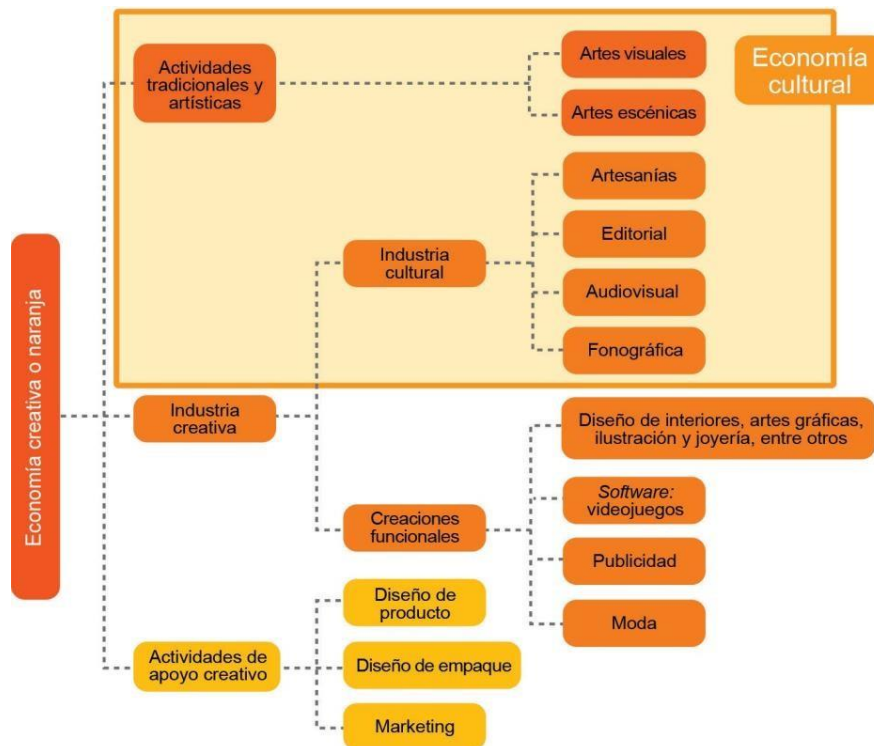 Economía creativa o naranja
Actividades
tradicionales y
artísticas
Artes visuales
Artes escénicas
Economía
cultural
Industria
creativa
Industria
cultural
Artesanías
Editorial
Audiovisual
Fonográfica
Creaciones
funcionales
Diseño de interiores, artes gráficas,
ilustración y joyería, entre otros
Software:
videojuegos
Publicidad
Moda
Actividades de
apoyo creativo
Diseño de
producto
Diseño de empaque
Marketing